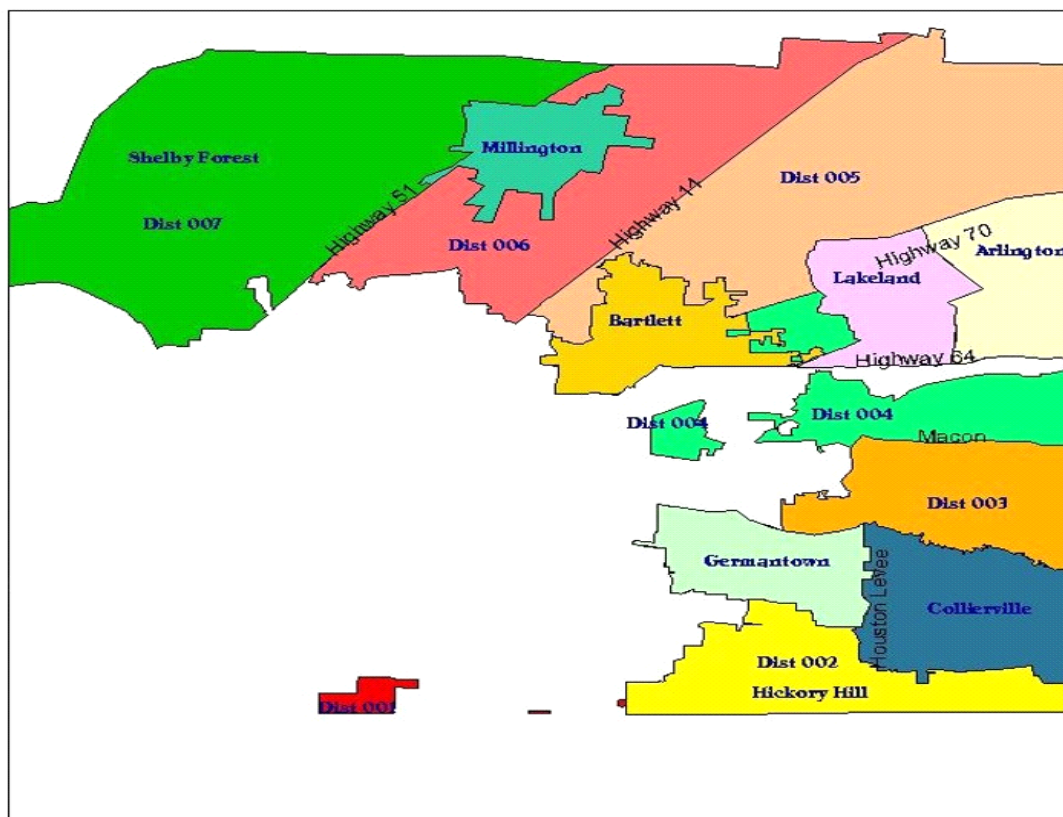 Shelby Forest
Millington
Dist 005
Dist 007
Highway 51
Highway 14
Dist 006
Highway 70
Arlington
Lakeland
Bartlett
Highway 64
Dist 004
Dist 004
Macon
Dist 003
Germantown
Houston Levee
Collierville
Dist 002
Hickory Hill
Dist 001